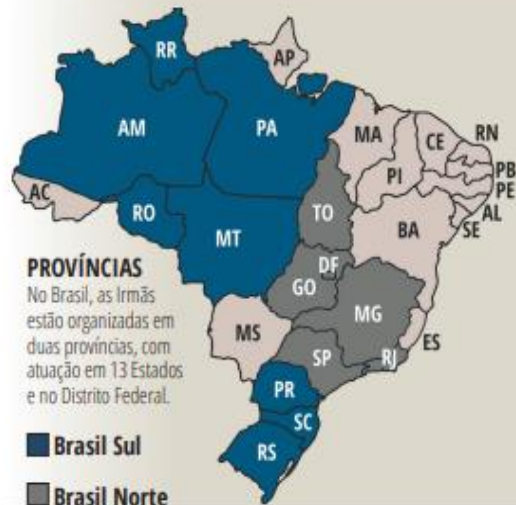 RR
AP
AM
PA
MA
CE
RN
PB
PE
AL
SE
PI
AC
RO
TO
BA
MT
DF
GO
MG
ES
MS
SP
RJ
PR
SC
RS
PROVÍNCIAS
No Brasil, as Irmãs
estão organizadas em
duas províncias, com
atuação em 13 Estados
e no Distrito Federal.
Brasil Sul
Brasil Norte